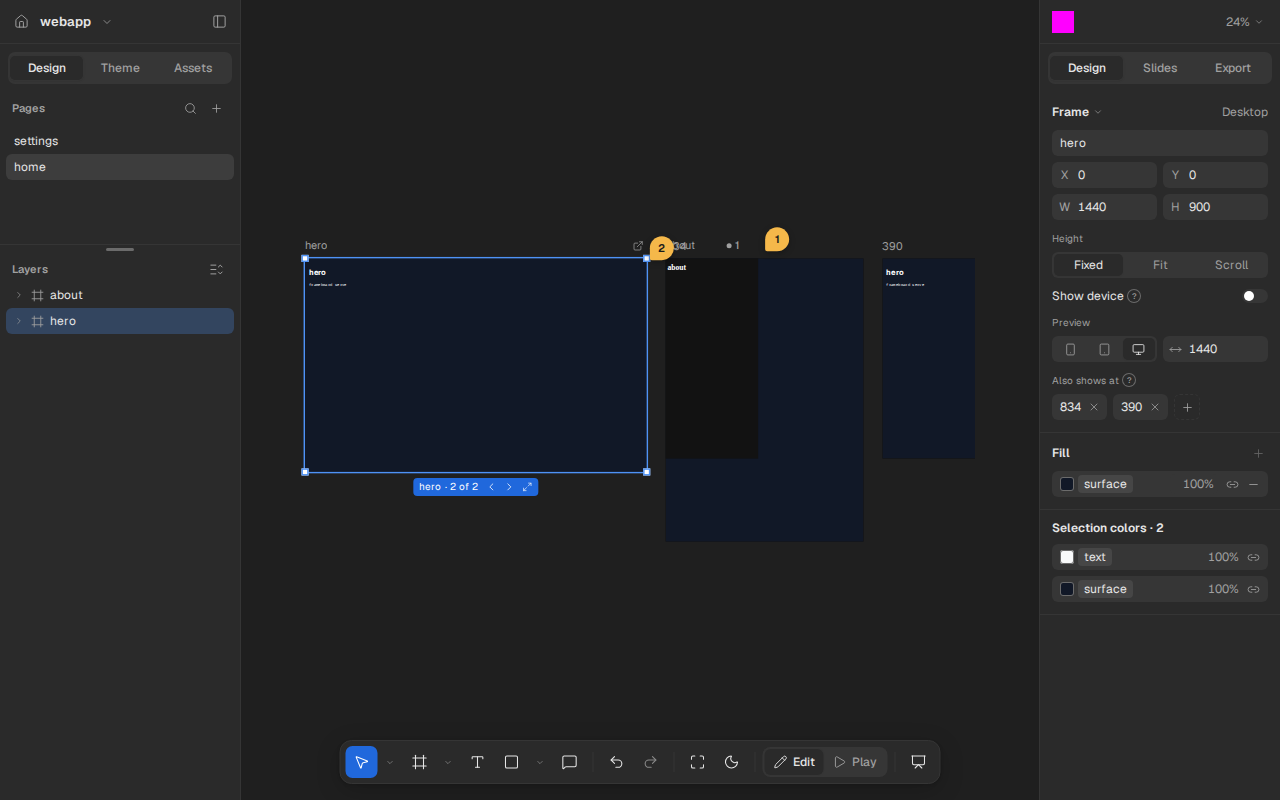 webapp
Design Theme Assets
Pages
settings
home
Layers
about
hero
hero
2
1
1
390
hero
about
hero
hero · 2 of 2
Edit
Play
24%
Design Slides Export
Frame Desktop
hero
X 0 Y 0
W 1440 H 900
Height
Fixed Fit Scroll
Show device ?
Preview
1440
Also shows at ?
834 390
Fill
surface 100%
Selection colors · 2
text 100%
surface 100%